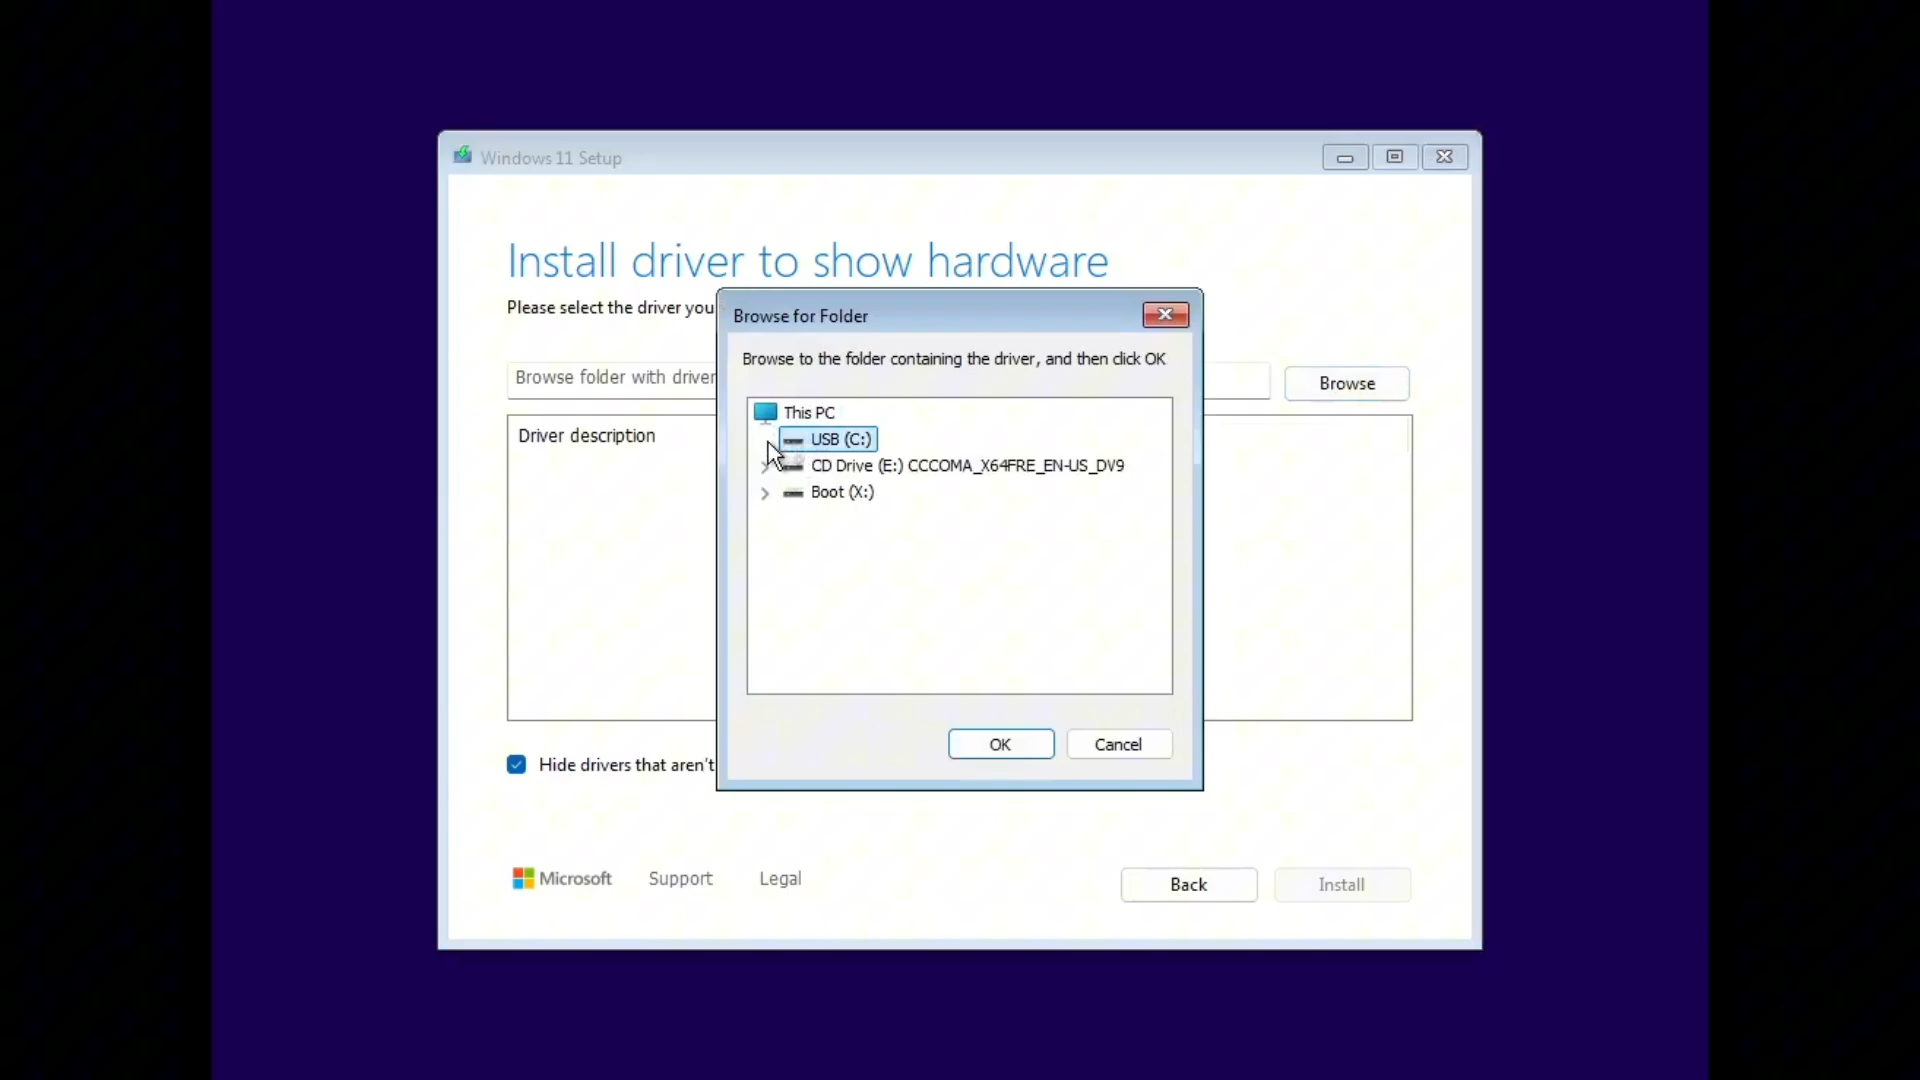 Windows 11 Setup
Install driver to show hardware
Please select the driver you
Browse for Folder
Browse to the folder containing the driver, and then click OK
Browse folder with driver
Browse
This PC
Driver description
USB (C:)
CD Drive (E:) CCCOMA_X64FRE_EN-US_DV9
Boot (X:)
OK
Cancel
Hide drivers that aren't
Microsoft
Support
Legal
Back
Install